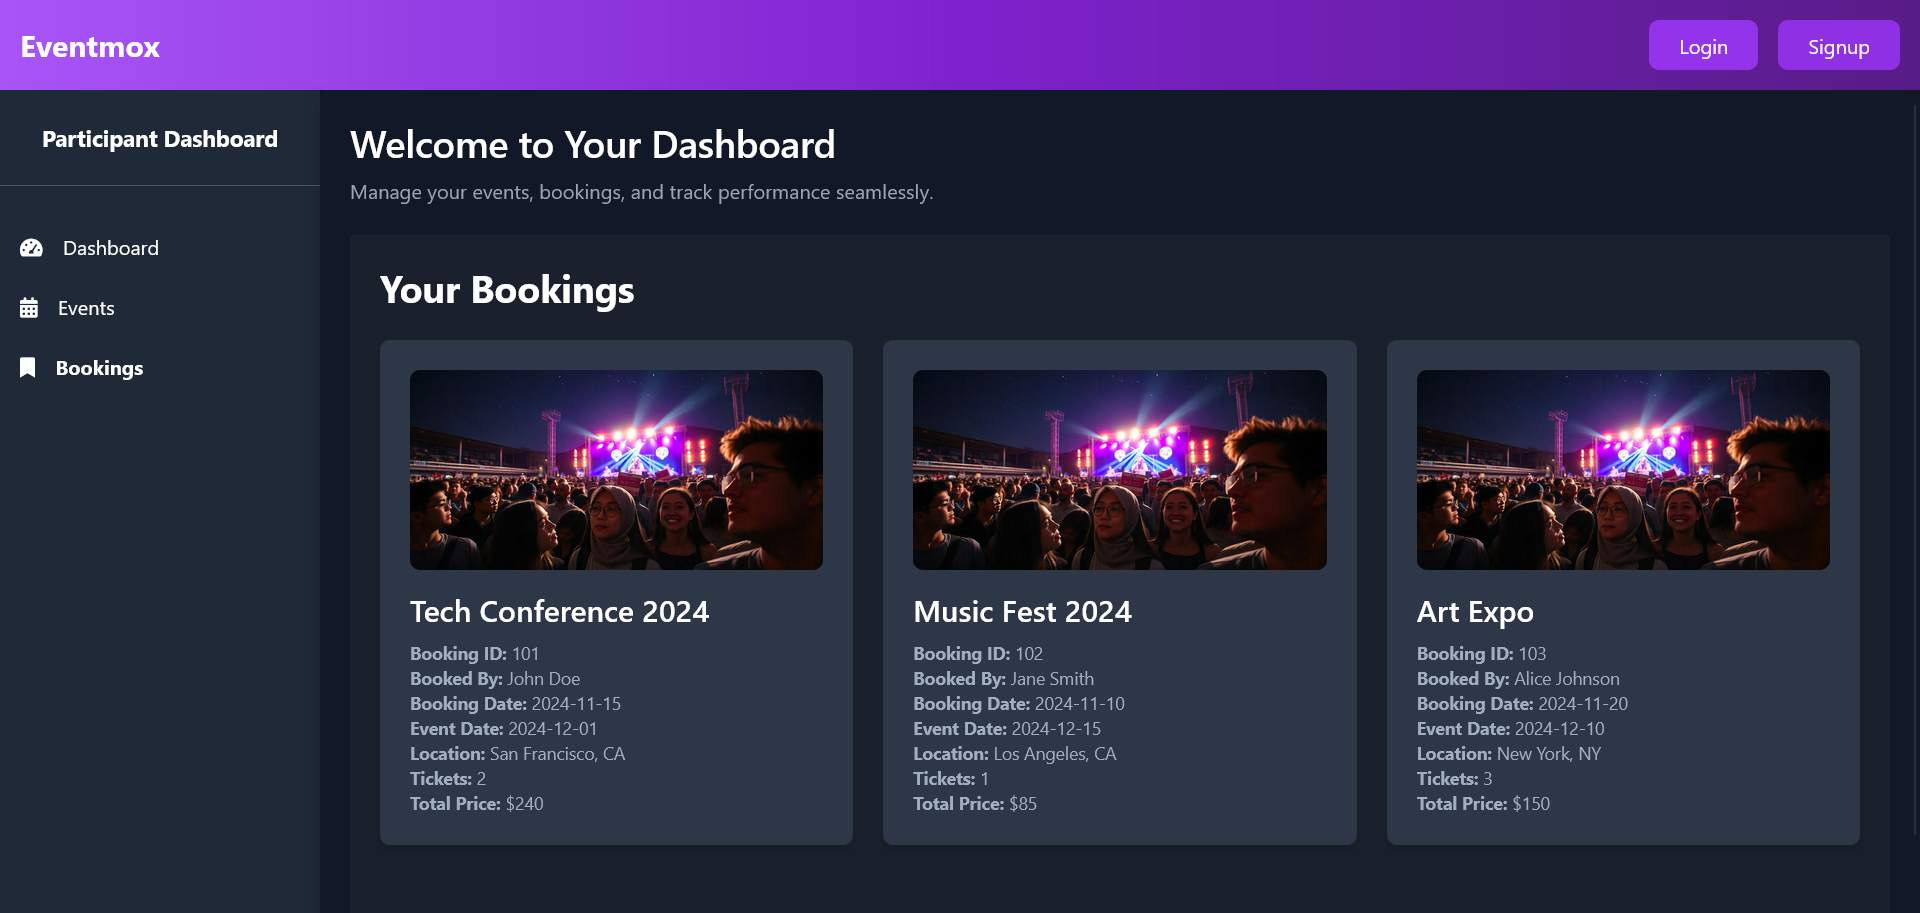 Eventmox
Login
Signup
Participant Dashboard
Dashboard
Events
Bookings
Welcome to Your Dashboard
Manage your events, bookings, and track performance seamlessly.
Your Bookings
Tech Conference 2024
Booking ID: 101
Booked By: John Doe
Booking Date: 2024-11-15
Event Date: 2024-12-01
Location: San Francisco, CA
Tickets: 2
Total Price: $240
Music Fest 2024
Booking ID: 102
Booked By: Jane Smith
Booking Date: 2024-11-10
Event Date: 2024-12-15
Location: Los Angeles, CA
Tickets: 1
Total Price: $85
Art Expo
Booking ID: 103
Booked By: Alice Johnson
Booking Date: 2024-11-20
Event Date: 2024-12-10
Location: New York, NY
Tickets: 3
Total Price: $150